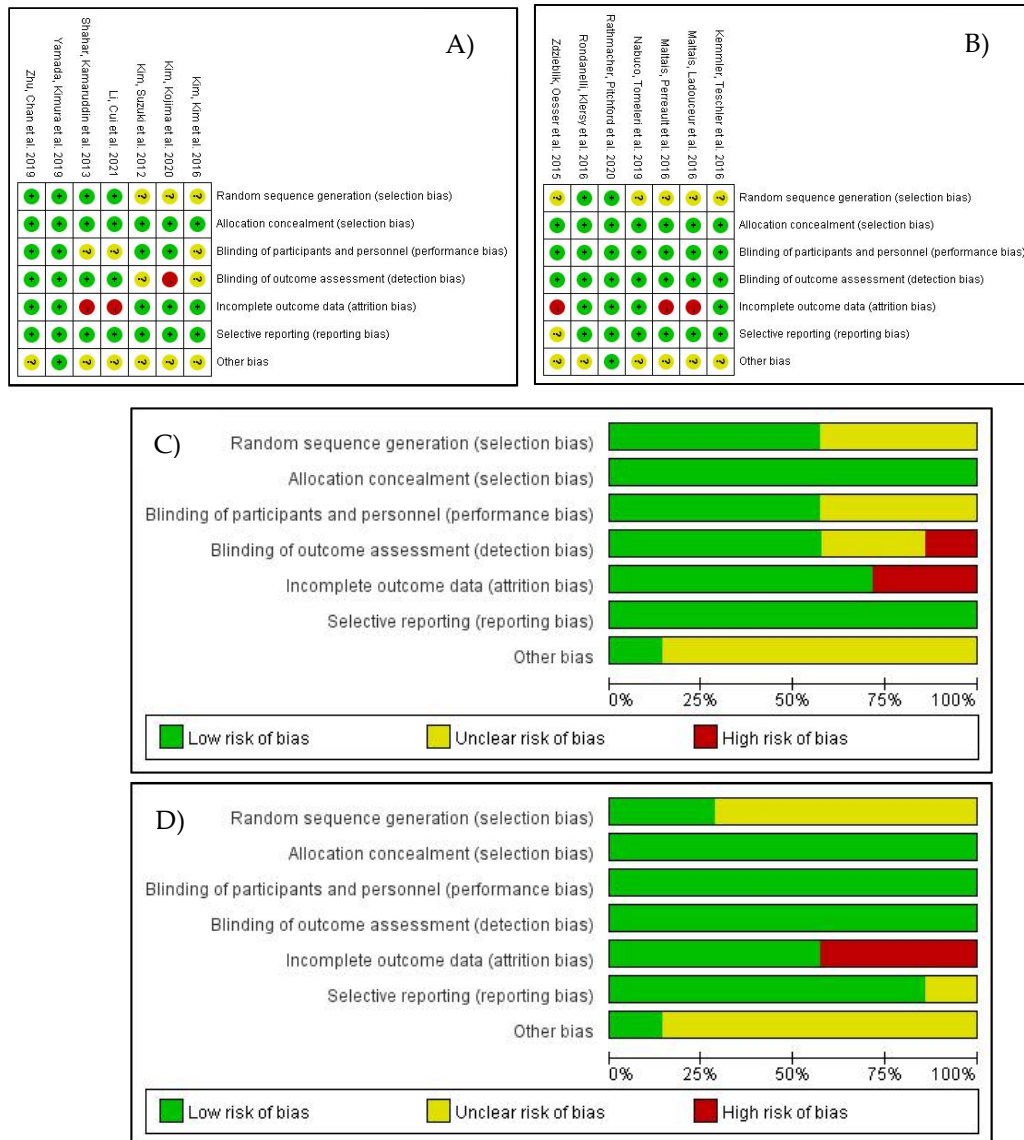 A)
Zhu, Chan et al. 2019
Yamada, Kimura et al. 2019
Shahar, Kamaruddin et al. 2013
Li, Cui et al. 2021
Kim, Suzuki et al. 2012
Kim, Kojima et al. 2020
Kim, Kim et al. 2016
+ + + + ? ? ? Random sequence generation (selection bias)
+ + + + + + + Allocation concealment (selection bias)
+ + ? ? + + ? Blinding of participants and personnel (performance bias)
+ + + + ? - ? Blinding of outcome assessment (detection bias)
+ + - - + + + Incomplete outcome data (attrition bias)
+ + + + + + + Selective reporting (reporting bias)
? + ? ? ? ? ? Other bias
B)
Zdzieblik, Oesser et al. 2015
Rondanelli, Klersy et al. 2016
Rathmacher, Pitchford et al. 2020
Nabuco, Tomeleri et al. 2019
Maltais, Perreault et al. 2016
Maltais, Ladouceur et al. 2016
Kemmler, Teschler et al. 2016
? + + ? ? ? ? Random sequence generation (selection bias)
+ + + + + + + Allocation concealment (selection bias)
+ + + + + + + Blinding of participants and personnel (performance bias)
+ + + + + + + Blinding of outcome assessment (detection bias)
- + + + - - + Incomplete outcome data (attrition bias)
? + + + + + + Selective reporting (reporting bias)
? ? + ? ? ? ? Other bias
C)
Random sequence generation (selection bias)
Allocation concealment (selection bias)
Blinding of participants and personnel (performance bias)
Blinding of outcome assessment (detection bias)
Incomplete outcome data (attrition bias)
Selective reporting (reporting bias)
Other bias
0% 25% 50% 75% 100%
Low risk of bias Unclear risk of bias High risk of bias
D)
Random sequence generation (selection bias)
Allocation concealment (selection bias)
Blinding of participants and personnel (performance bias)
Blinding of outcome assessment (detection bias)
Incomplete outcome data (attrition bias)
Selective reporting (reporting bias)
Other bias
0% 25% 50% 75% 100%
Low risk of bias Unclear risk of bias High risk of bias